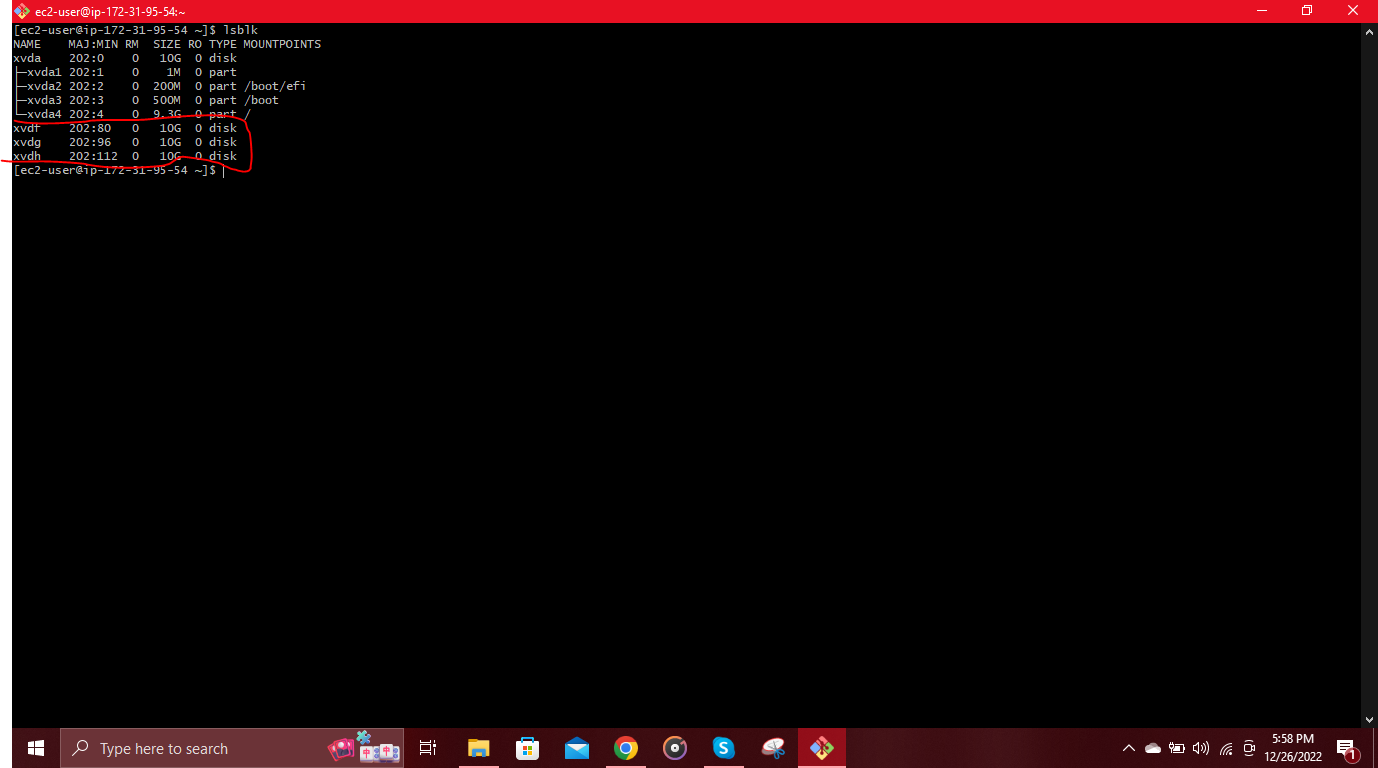 ec2-user@ip-172-31-95-54:~
[ec2-user@ip-172-31-95-54 ~]$ lsblk
NAME    MAJ:MIN RM  SIZE RO TYPE MOUNTPOINTS
xvda    202:0    0   10G  0 disk
├─xvda1 202:1    0    1M  0 part
├─xvda2 202:2    0  200M  0 part /boot/efi
├─xvda3 202:3    0  500M  0 part /boot
└─xvda4 202:4    0  9.3G  0 part /
xvdf    202:80   0   10G  0 disk
xvdg    202:96   0   10G  0 disk
xvdh    202:112  0   10G  0 disk
[ec2-user@ip-172-31-95-54 ~]$
Type here to search
5:58 PM
12/26/2022
1